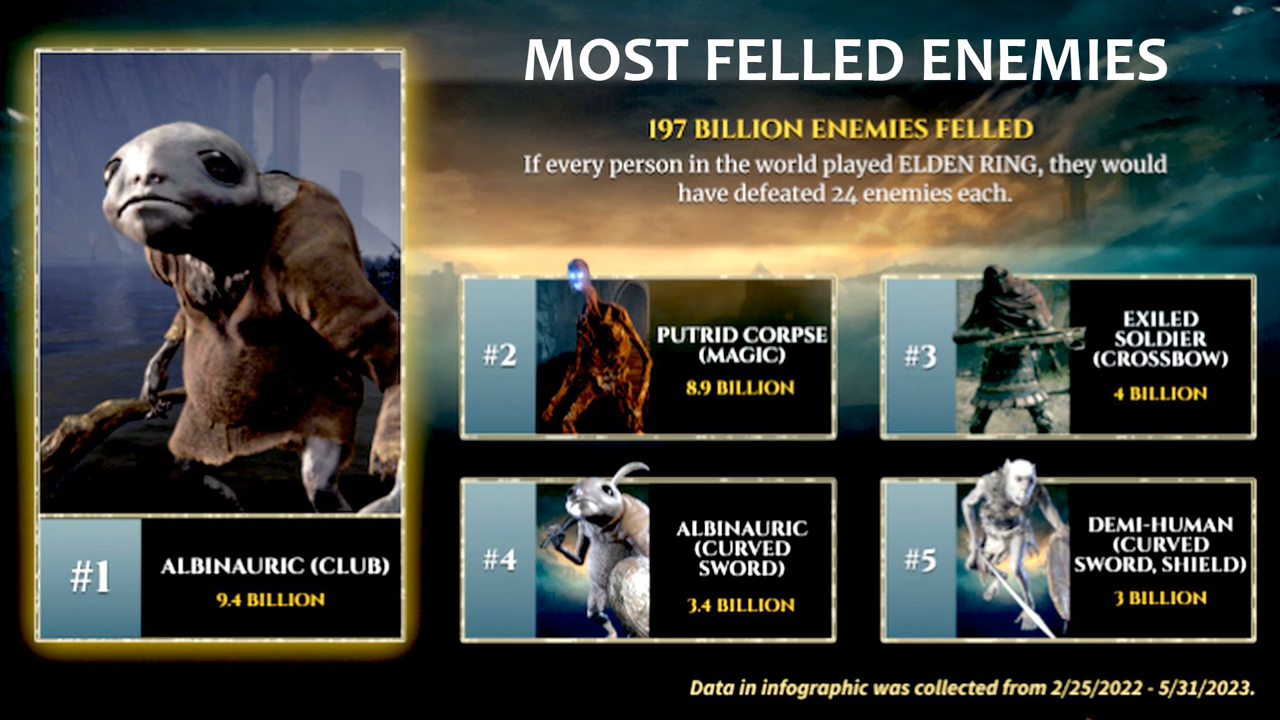 MOST FELLED ENEMIES
197 BILLION ENEMIES FELLED
If every person in the world played ELDEN RING, they would
have defeated 24 enemies each.
#1
ALBINAURIC (CLUB)
9.4 BILLION
#2
PUTRID CORPSE
(MAGIC)
8.9 BILLION
#3
EXILED
SOLDIER
(CROSSBOW)
4 BILLION
#4
ALBINAURIC
(CURVED
SWORD)
3.4 BILLION
#5
DEMI-HUMAN
(CURVED
SWORD, SHIELD)
3 BILLION
Data in infographic was collected from 2/25/2022 - 5/31/2023.